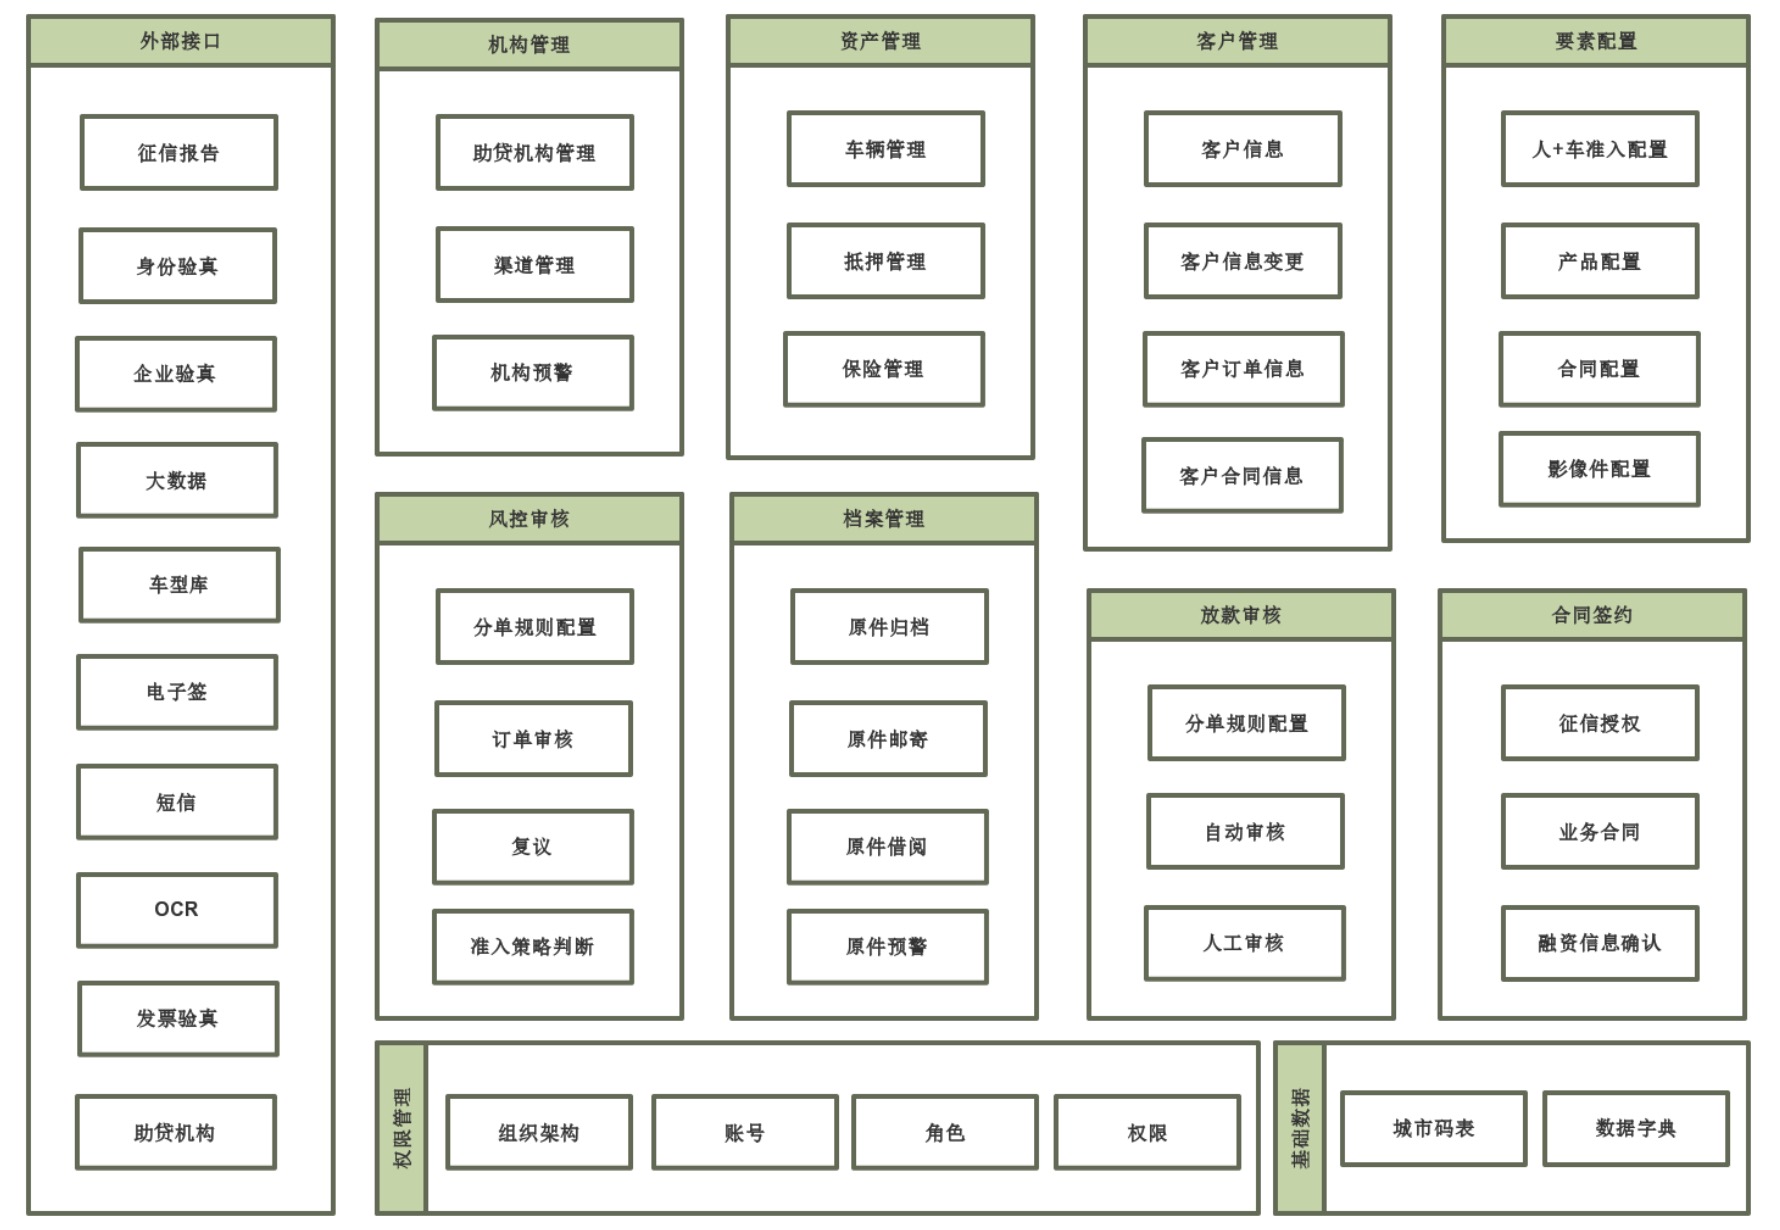 外部接口
征信报告
身份验真
企业验真
大数据
车型库
电子签
短信
OCR
发票验真
助贷机构
机构管理
助贷机构管理
渠道管理
机构预警
资产管理
车辆管理
抵押管理
保险管理
客户管理
客户信息
客户信息变更
客户订单信息
客户合同信息
要素配置
人+车准入配置
产品配置
合同配置
影像件配置
风控审核
分单规则配置
订单审核
复议
准入策略判断
档案管理
原件归档
原件邮寄
原件借阅
原件预警
放款审核
分单规则配置
自动审核
人工审核
合同签约
征信授权
业务合同
融资信息确认
权限管理
组织架构
账号
角色
权限
基础数据
城市码表
数据字典